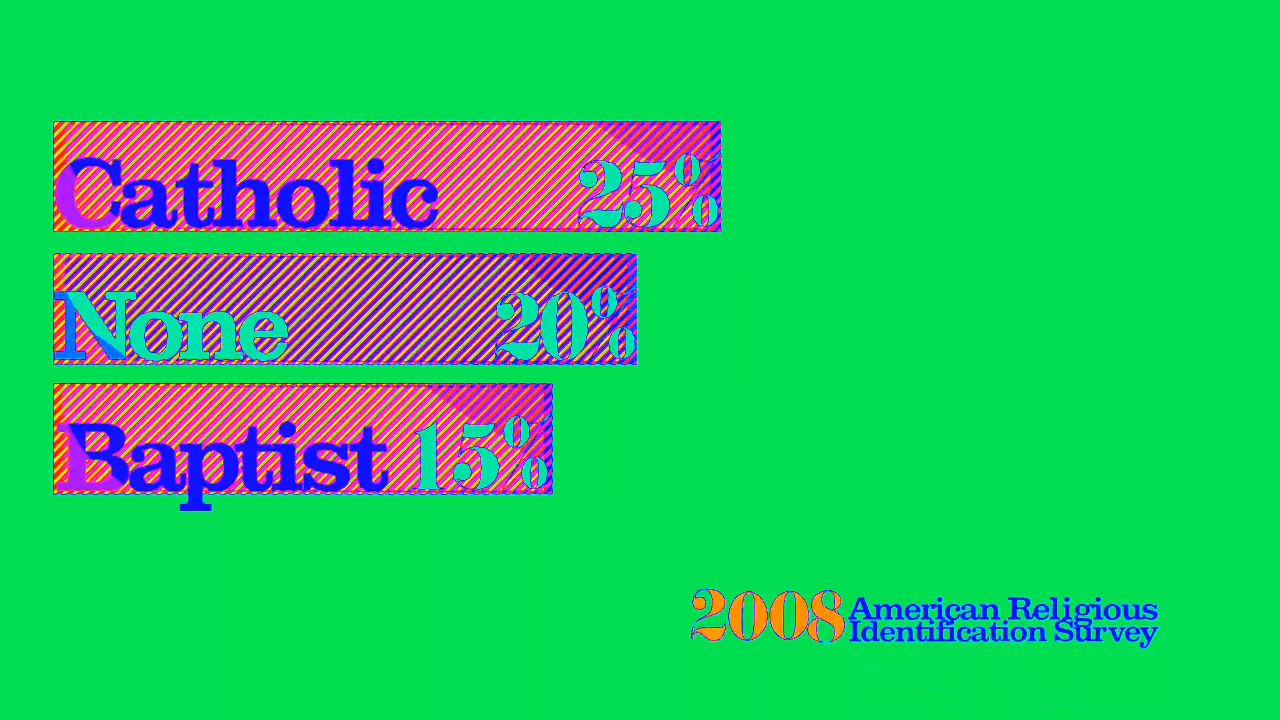 Catholic 25%
None 20%
Baptist 15%
2008 American Religious
Identification Survey